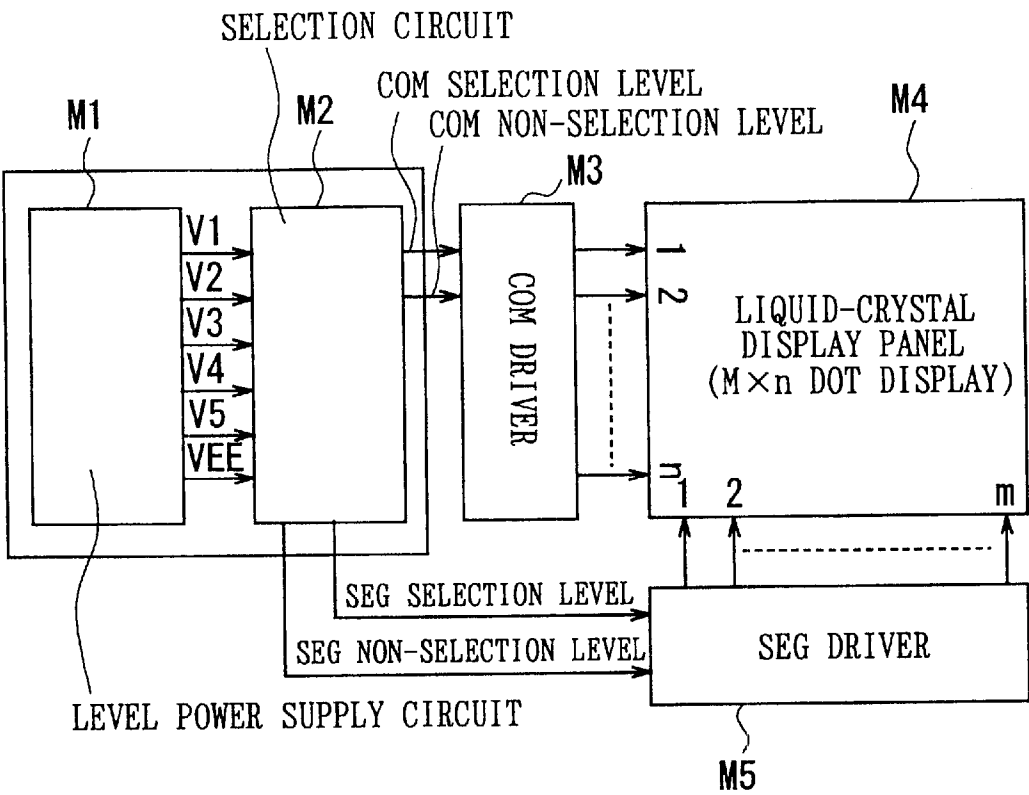 SELECTION CIRCUIT
COM SELECTION LEVEL
COM NON-SELECTION LEVEL
M1
M2
M3
M4
V1
V2
V3
V4
V5
VEE
COM DRIVER
1
2
n
LIQUID-CRYSTAL
DISPLAY PANEL
(M×n DOT DISPLAY)
1 2 m
SEG SELECTION LEVEL
SEG NON-SELECTION LEVEL
SEG DRIVER
LEVEL POWER SUPPLY CIRCUIT
M5